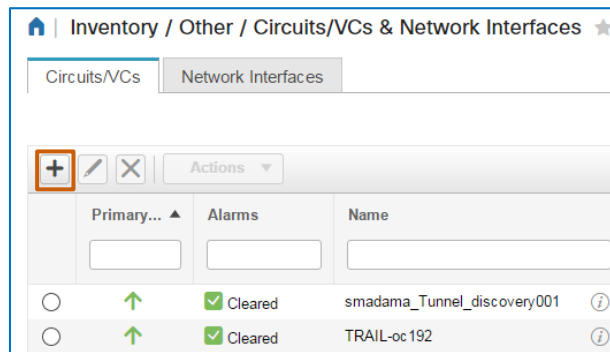 Inventory / Other / Circuits/VCs & Network Interfaces
Circuits/VCs Network Interfaces
Actions
Primary... Alarms Name
Cleared smadama_Tunnel_discovery001
Cleared TRAIL-oc192